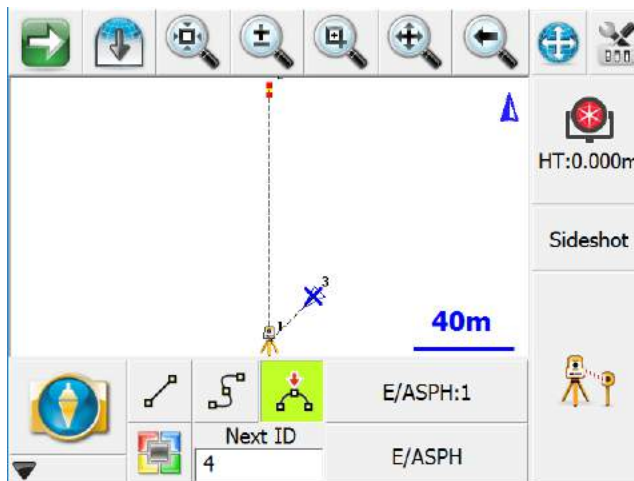 HT:0.000m
Sideshot
3
1
40m
E/ASPH:1
Next ID
4
E/ASPH